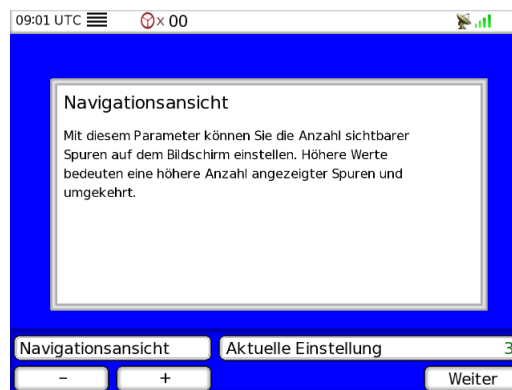 09:01 UTC x 00
Navigationsansicht
Mit diesem Parameter können Sie die Anzahl sichtbarer
Spuren auf dem Bildschirm einstellen. Höhere Werte
bedeuten eine höhere Anzahl angezeigter Spuren und
umgekehrt.
Navigationsansicht Aktuelle Einstellung 3
- + Weiter